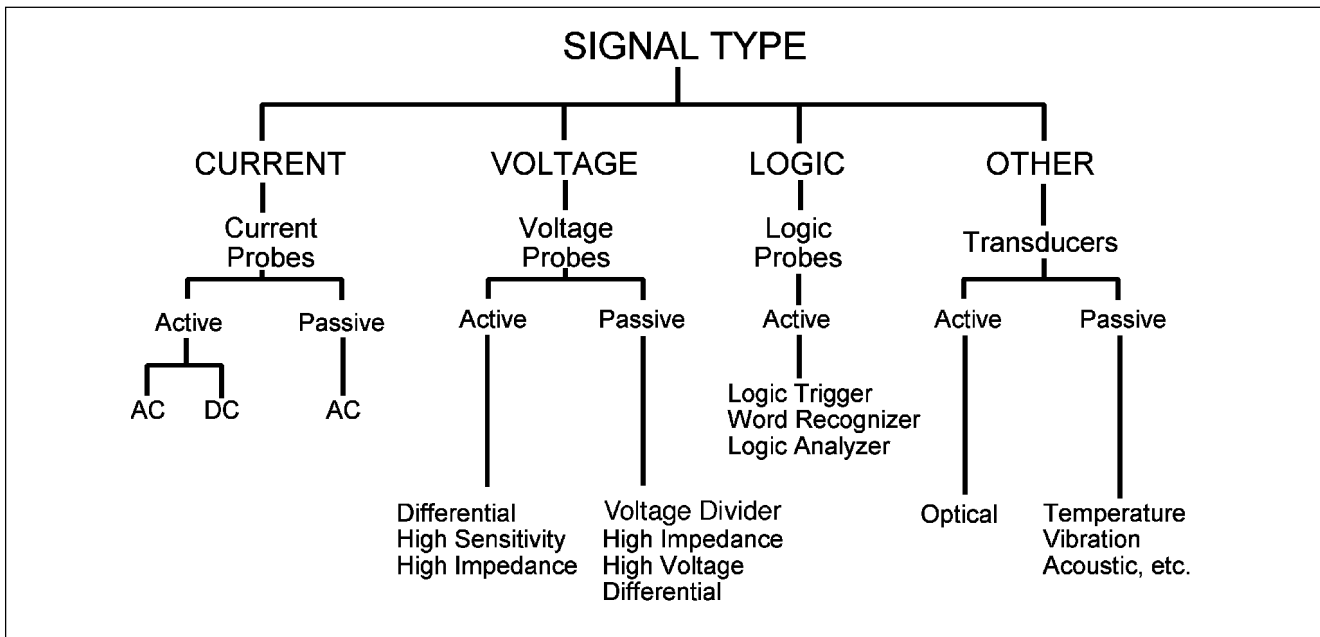 SIGNAL TYPE
CURRENT
VOLTAGE
LOGIC
OTHER
Current
Probes
Voltage
Probes
Logic
Probes
Transducers
Active
Passive
Active
Passive
Active
Active
Passive
AC
DC
AC
Logic Trigger
Word Recognizer
Logic Analyzer
Differential
High Sensitivity
High Impedance
Voltage Divider
High Impedance
High Voltage
Differential
Optical
Temperature
Vibration
Acoustic, etc.